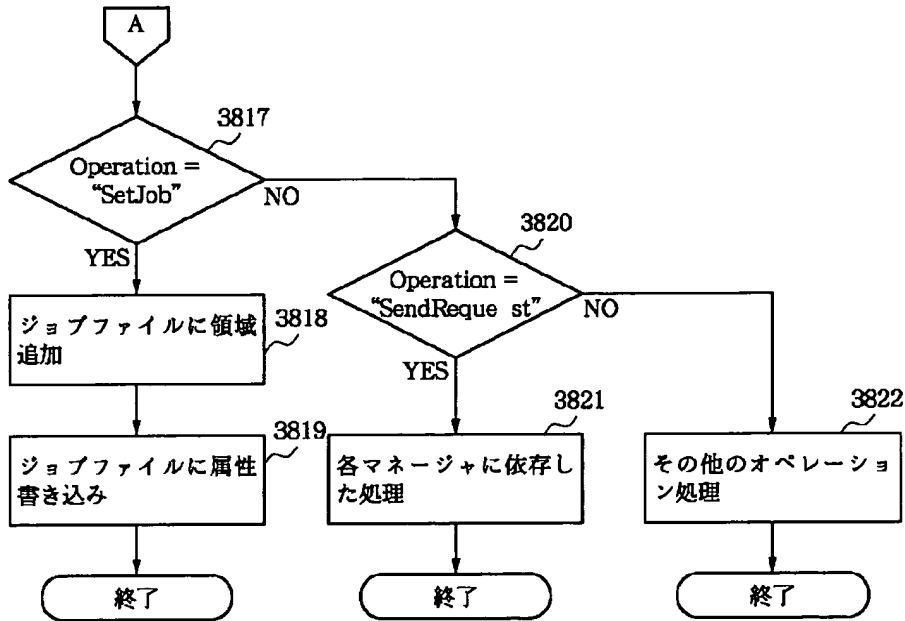 A
3817
Operation =
“SetJob”
NO
YES
3820
Operation =
“SendReque st”
NO
YES
ジョブファイルに領域
追加
3818
3819
ジョブファイルに属性
書き込み
3821
各マネージャに依存し
た処理
3822
その他のオペレーショ
ン処理
終了
終了
終了